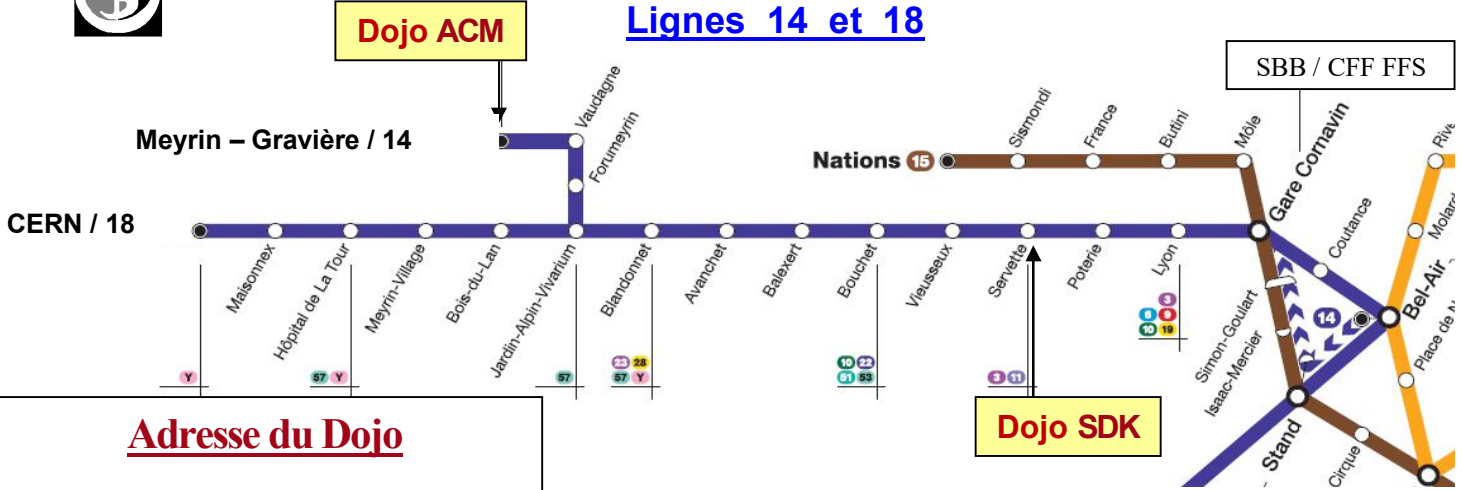 Lignes 14 et 18
Dojo ACM
SBB / CFF FFS
Meyrin – Gravière / 14
Vaudagne
Forumeyrin
Nations 15
Sismondi
France
Butini
Môle
Gare Cornavin
CERN / 18
Maisonnex
Hôpital de La Tour
Meyrin-Village
Bois-du-Lan
Jardin-Alpin-Vivarium
Blandonnet
Avanchet
Balexert
Bouchet
Vieusseux
Servette
Poterie
Lyon
Coutance
Molard
Bel-Air
Place de
14
Simon-Goulart
Isaac-Mercier
Stand
Cirque
Y
57 Y
57
23 28
57 Y
10 22
51 53
3 11
3
6 9
10 19
Dojo SDK
Adresse du Dojo